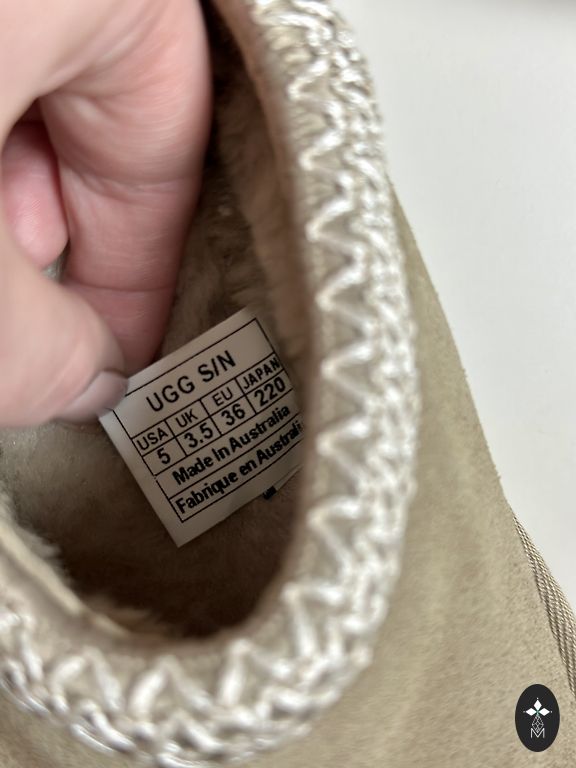 UGG S/N
USA UK EU JAPAN
5 3.5 36 220
Made in Australia
Fabrique en Australi
M